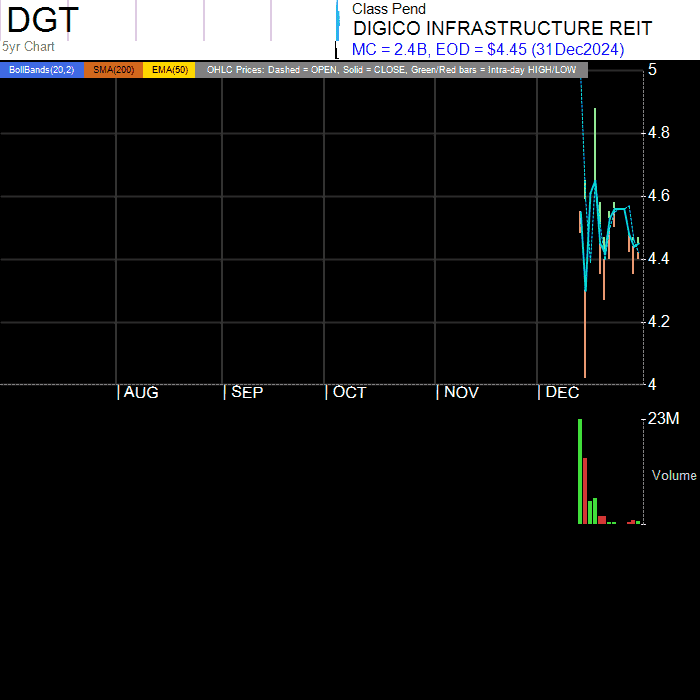 DGT
5yr Chart
Class Pend
DIGICO INFRASTRUCTURE REIT
MC = 2.4B, EOD = $4.45 (31Dec2024)
BollBands(20,2) SMA(200) EMA(50) OHLC Prices: Dashed = OPEN, Solid = CLOSE, Green/Red bars = Intra-day HIGH/LOW
5
4.8
4.6
4.4
4.2
4
AUG SEP OCT NOV DEC
23M
Volume